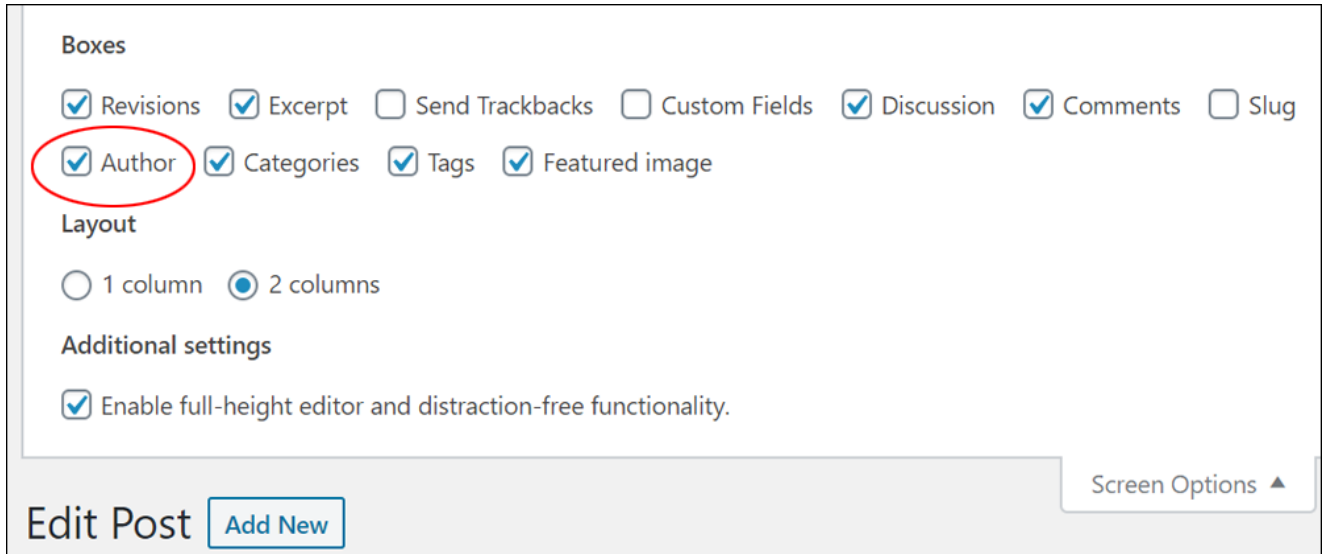 Boxes
Revisions Excerpt Send Trackbacks Custom Fields Discussion Comments Slug
Author Categories Tags Featured image
Layout
1 column 2 columns
Additional settings
Enable full-height editor and distraction-free functionality.
Screen Options
Edit Post Add New